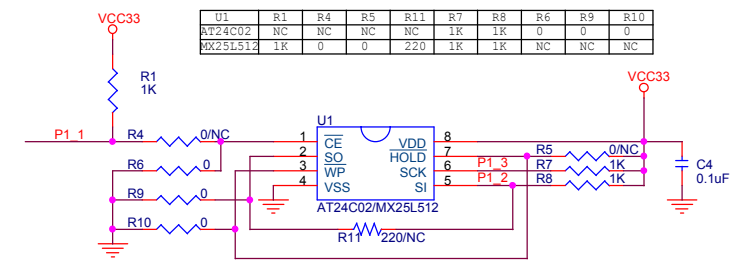 VCC33
U1 R1 R4 R5 R11 R7 R8 R6 R9 R10
AT24C02 NC NC NC NC 1K 1K 0 0 0
MX25L512 1K 0 0 220 1K 1K NC NC NC
R1
1K
VCC33
P1_1 R4 0/NC
U1
1 CE VDD 8
2 SO HOLD 7 R5 0/NC
R6 0
3 WP SCK 6 P1_3 R7 1K
4 VSS SI 5 P1_2 R8 1K
C4
0.1uF
R9 0
AT24C02/MX25L512
R10 0
R11 220/NC